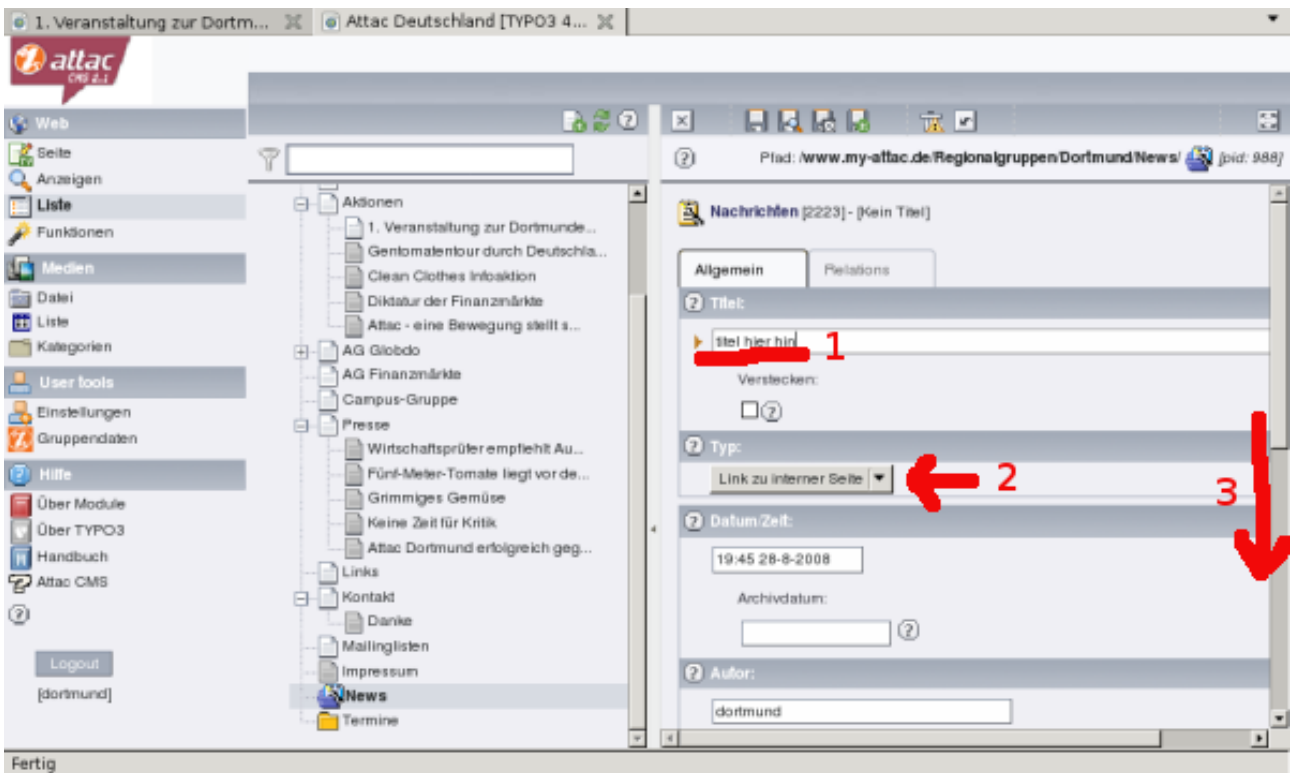 1. Veranstaltung zur Dortm...
Attac Deutschland [TYPO3 4...
attac
CMS 2.1
Web
Seite
Anzeigen
Liste
Funktionen
Medien
Datei
Liste
Kategorien
User tools
Einstellungen
Gruppendaten
Hilfe
Über Module
Über TYPO3
Handbuch
Attac CMS
Logout
[dortmund]
Aktionen
1. Veranstaltung zur Dortmunde...
Gentomatentour durch Deutschla...
Clean Clothes Infoaktion
Diktatur der Finanzmärkte
Attac - eine Bewegung stellt s...
AG Globdo
AG Finanzmärkte
Campus-Gruppe
Presse
Wirtschaftsprüfer empfiehlt Au...
Fünf-Meter-Tomate liegt vor de...
Grimmiges Gemüse
Keine Zeit für Kritik
Attac Dortmund erfolgreich geg...
Links
Kontakt
Danke
Mailinglisten
Impressum
News
Termine
Pfad: /www.my-attac.de/Regionalgruppen/Dortmund/News/ [pid: 988]
Nachrichten [2223] - [Kein Titel]
Allgemein Relations
Titel:
titel hier hin 1
Verstecken:
Typ:
Link zu interner Seite 2
3
Datum/Zeit:
19:45 28-8-2008
Archivdatum:
Autor:
dortmund
Fertig